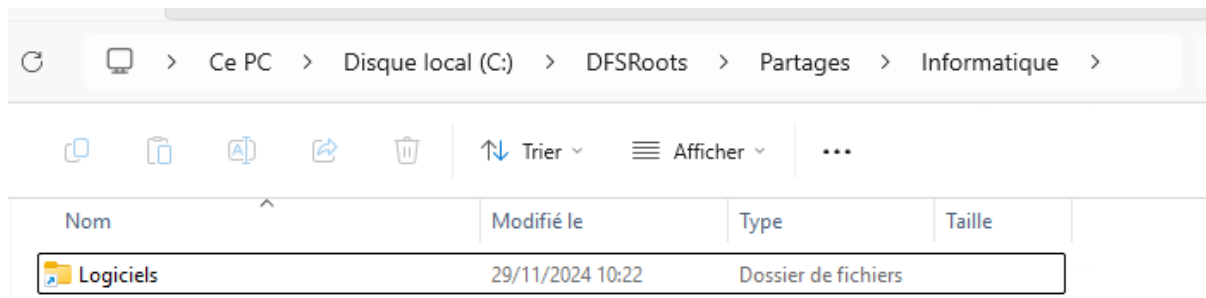 Ce PC > Disque local (C:) > DFSRoots > Partages > Informatique >
Trier Afficher
Nom Modifié le Type Taille
Logiciels 29/11/2024 10:22 Dossier de fichiers